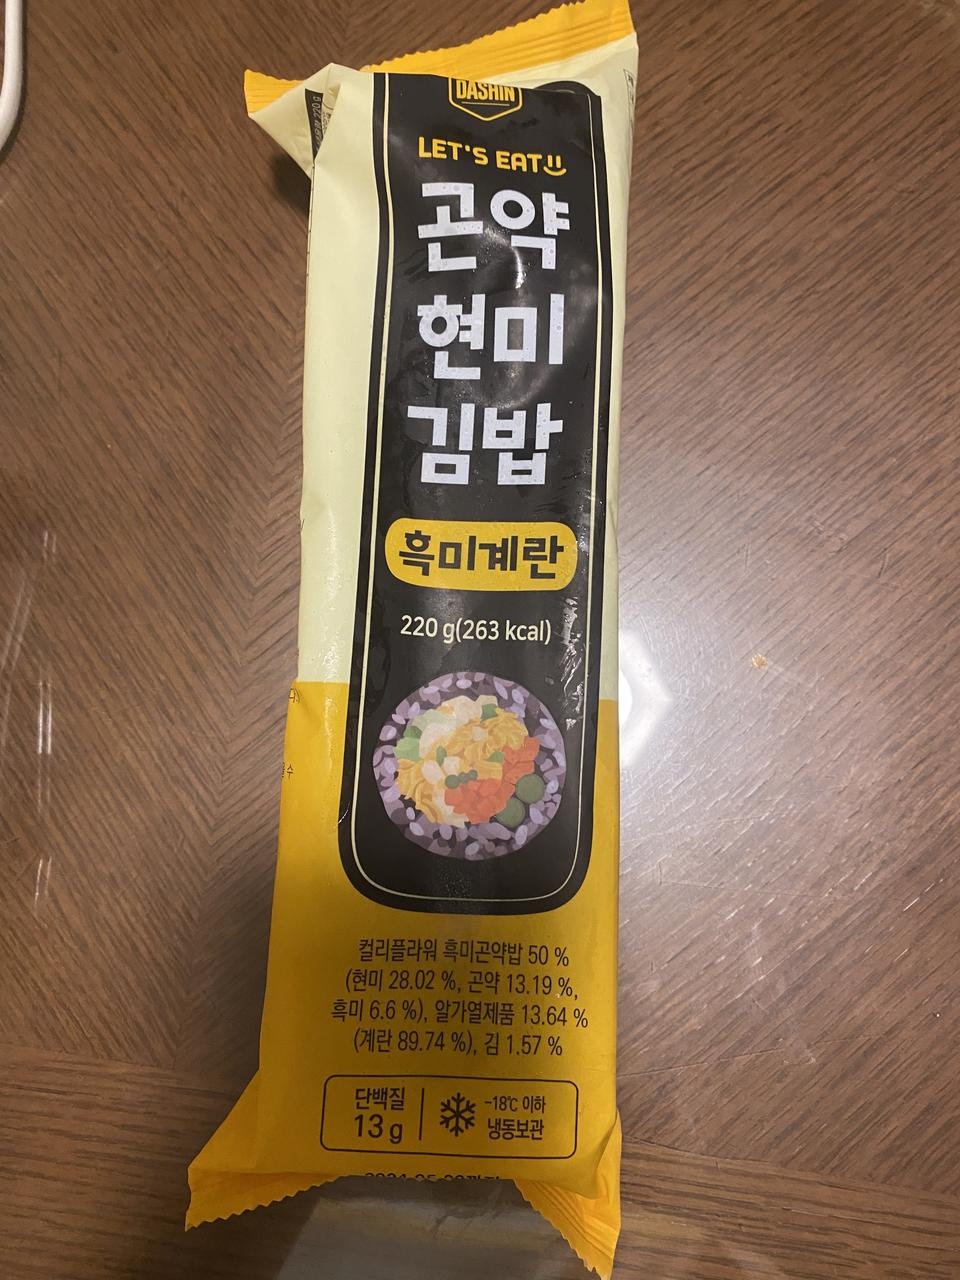 DASHIN
LET'S EAT
곤약
현미
김밥
흑미계란
220 g(263 kcal)
컬리플라워 흑미곤약밥 50 %
(현미 28.02 %, 곤약 13.19 %,
흑미 6.6 %), 알가열제품 13.64 %
(계란 89.74 %), 김 1.57 %
단백질
13 g
-18℃ 이하
냉동보관